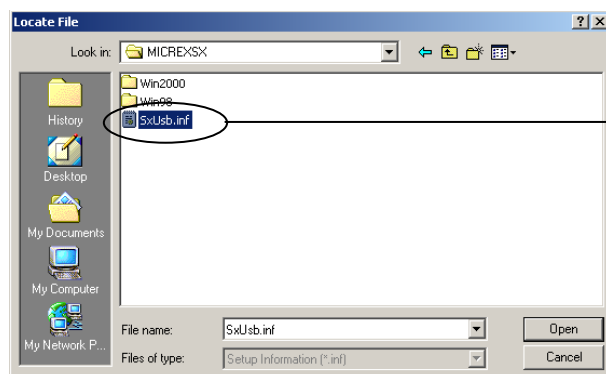 Locate File
Look in: MICREXSX
Win2000
Win98
SxUsb.inf
History
Desktop
My Documents
My Computer
My Network P...
File name: SxUsb.inf Open
Files of type: Setup Information (*.inf) Cancel